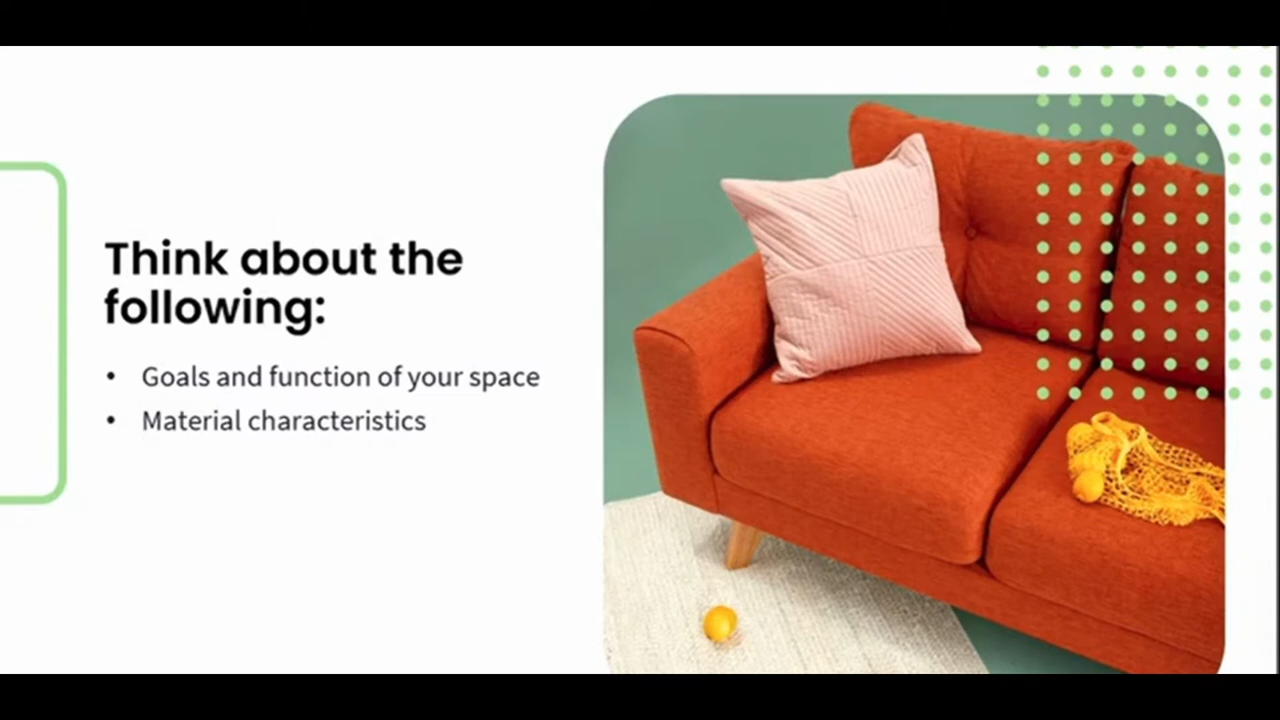 Think about the
following:
• Goals and function of your space
• Material characteristics